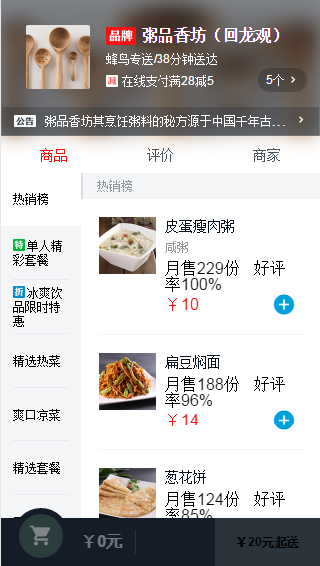 品牌 粥品香坊（回龙观）
蜂鸟专送/38分钟送达
减 在线支付满28减5
5个 >
公告 粥品香坊其烹饪粥料的秘方源于中国千年古... >
商品 评价 商家
热销榜
特 单人精
彩套餐
折 冰爽饮
品限时特
惠
精选热菜
爽口凉菜
精选套餐
热销榜
皮蛋瘦肉粥
咸粥
月售229份 好评
率100%
￥10
扁豆焖面
月售188份 好评
率96%
￥14
葱花饼
月售124份 好评
率85%
￥0元
￥20元起送